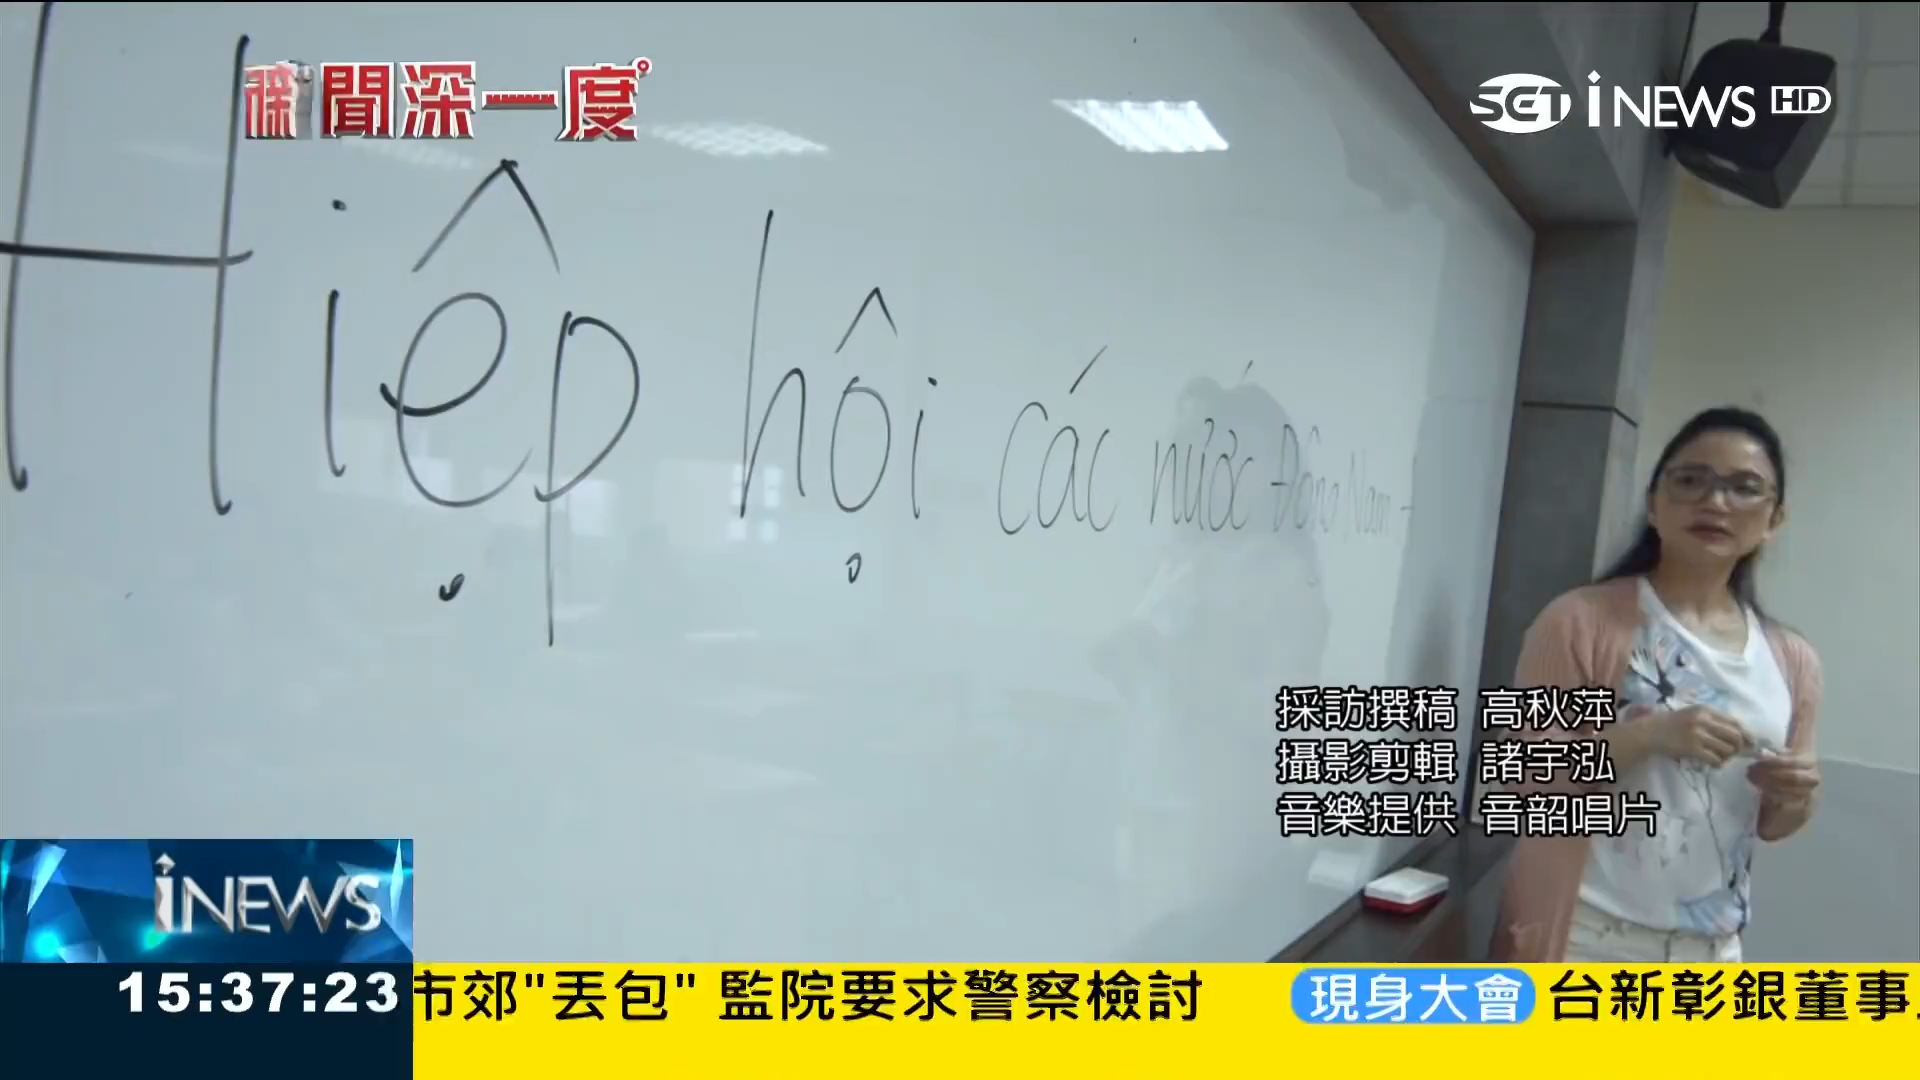 聞深一度
SET iNEWS HD
Hiệp hội các nước Đông Nam
採訪撰稿 高秋萍
攝影剪輯 諸宇泓
音樂提供 音韶唱片
iNEWS
15:37:23 市郊"丟包" 監院要求警察檢討 現身大會 台新彰銀董事